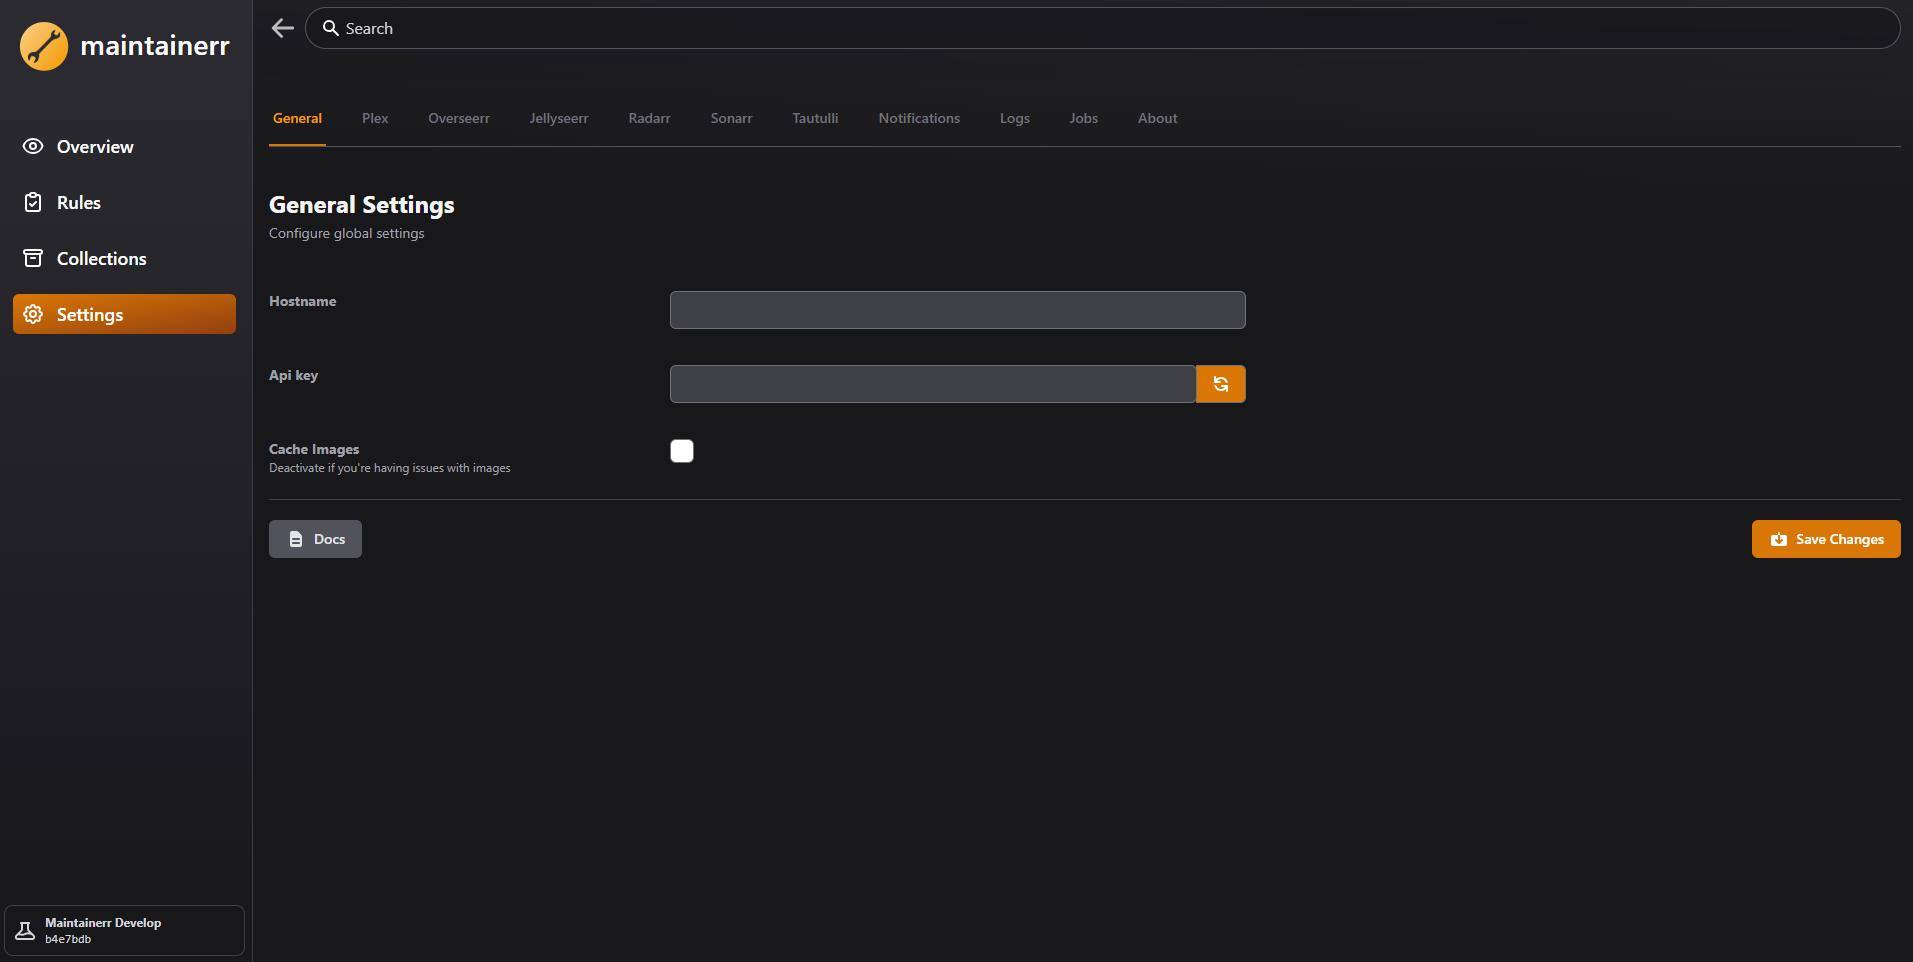 maintainerr
Overview
Rules
Collections
Settings
Maintainerr Develop
b4e7bdb
Search
General Plex Overseerr Jellyseerr Radarr Sonarr Tautulli Notifications Logs Jobs About
General Settings
Configure global settings
Hostname
Api key
Cache Images
Deactivate if you're having issues with images
Docs
Save Changes